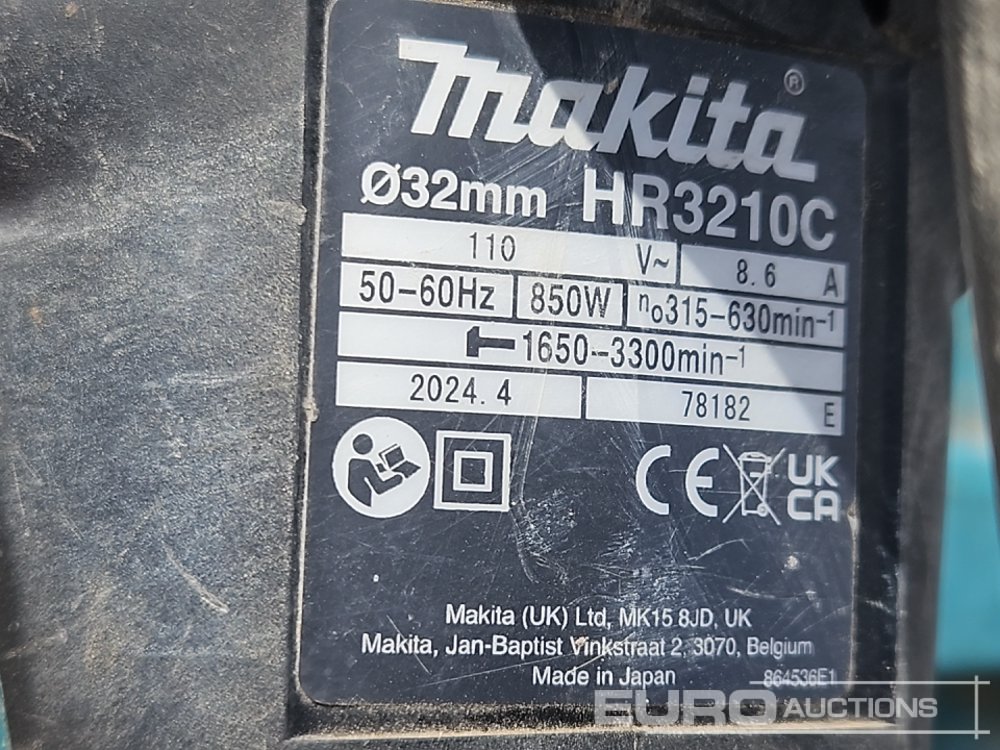 makita®
Ø32mm HR3210C
110 V~ 8.6 A
50-60Hz 850W n₀315-630min⁻¹
1650-3300min⁻¹
2024.4 78182 E
CE UK
CA
Makita (UK) Ltd, MK15 8JD, UK
Makita, Jan-Baptist Vinkstraat 2, 3070, Belgium
Made in Japan 864536E1
EURO AUCTIONS